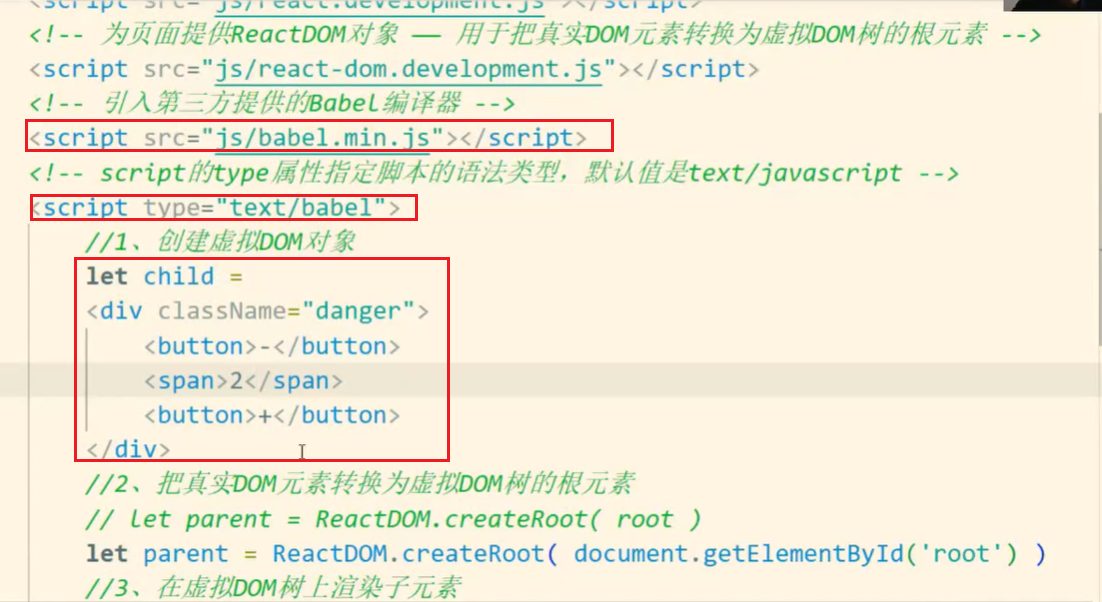 <script src="js/react.development.js"></script>
<!-- 为页面提供ReactDOM对象 —— 用于把真实DOM元素转换为虚拟DOM树的根元素 -->
<script src="js/react-dom.development.js"></script>
<!-- 引入第三方提供的Babel编译器 -->
<script src="js/babel.min.js"></script>
<!-- script的type属性指定脚本的语法类型，默认值是text/javascript -->
<script type="text/babel">
//1、创建虚拟DOM对象
let child =
<div className="danger">
<button>-</button>
<span>2</span>
<button>+</button>
</div>
//2、把真实DOM元素转换为虚拟DOM树的根元素
// let parent = ReactDOM.createRoot( root )
let parent = ReactDOM.createRoot( document.getElementById('root') )
//3、在虚拟DOM树上渲染子元素